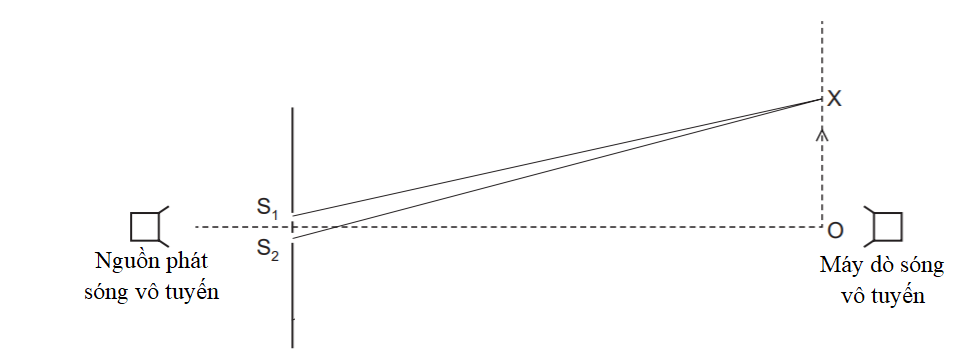 X
S1
O
S2
Nguồn phát
sóng vô tuyến
Máy dò sóng
vô tuyến